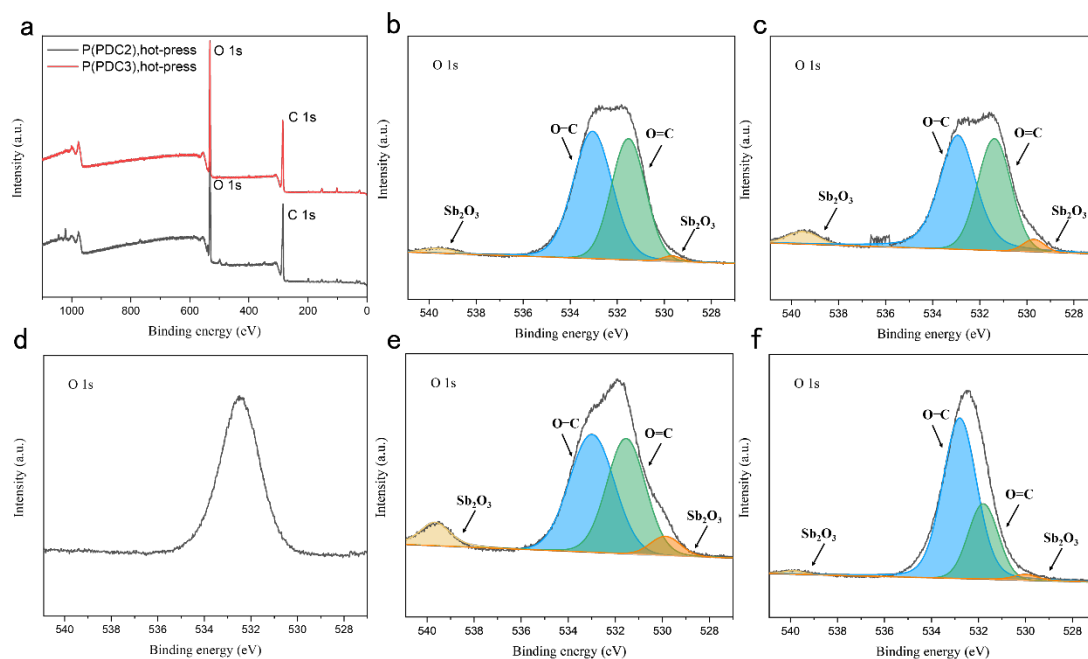 a
P(PDC2),hot-press
P(PDC3),hot-press
O 1s
C 1s
O 1s
C 1s
Intensity (a.u.)
1000 800 600 400 200 0
Binding energy (eV)
b
O 1s
O−C
O=C
Sb₂O₃
Sb₂O₃
Intensity (a.u.)
540 538 536 534 532 530 528
Binding energy (eV)
c
O 1s
O−C
O=C
Sb₂O₃
Sb₂O₃
Intensity (a.u.)
540 538 536 534 532 530 528
Binding energy (eV)
d
O 1s
Intensity (a.u.)
540 538 536 534 532 530 528
Binding energy (eV)
e
O 1s
O−C
O=C
Sb₂O₃
Sb₂O₃
Intensity (a.u.)
540 538 536 534 532 530 528
Binding energy (eV)
f
O 1s
O−C
O=C
Sb₂O₃
Sb₂O₃
Intensity (a.u.)
540 538 536 534 532 530 528
Binding energy (eV)